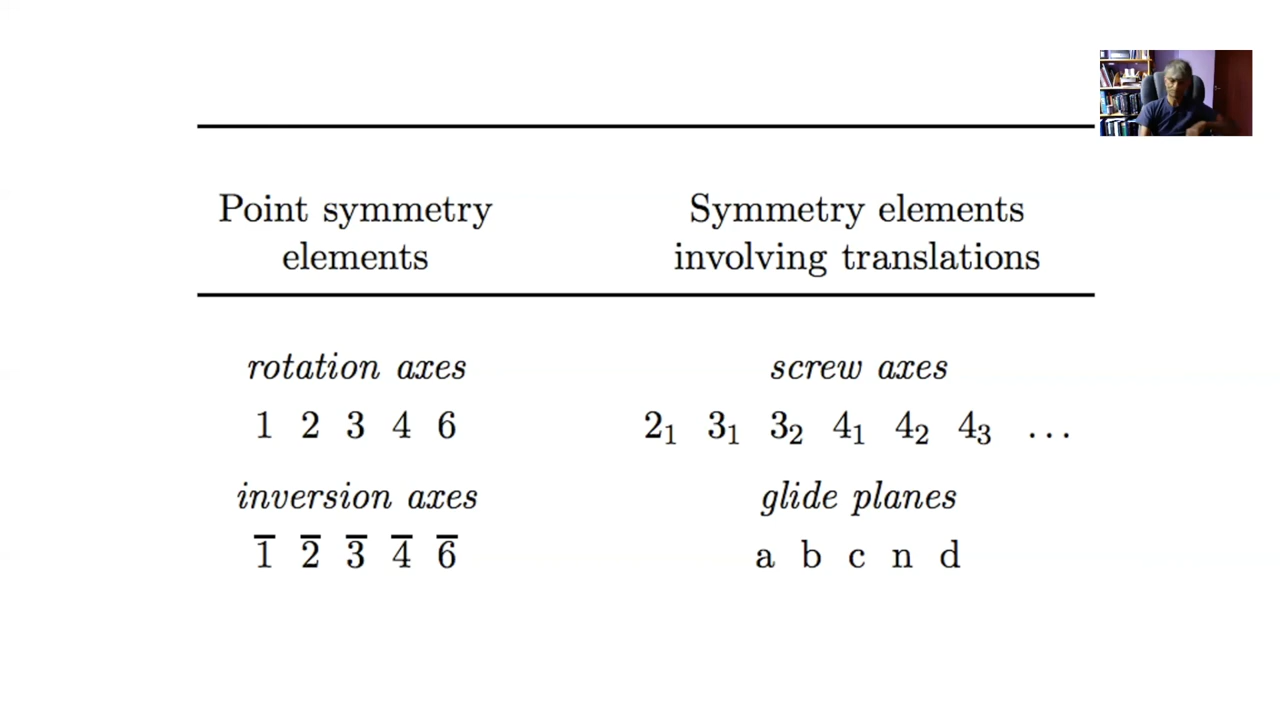 Point symmetry elements
Symmetry elements involving translations
rotation axes
1 2 3 4 6
screw axes
2₁ 3₁ 3₂ 4₁ 4₂ 4₃ ...
inversion axes
1̅ 2̅ 3̅ 4̅ 6̅
glide planes
a b c n d